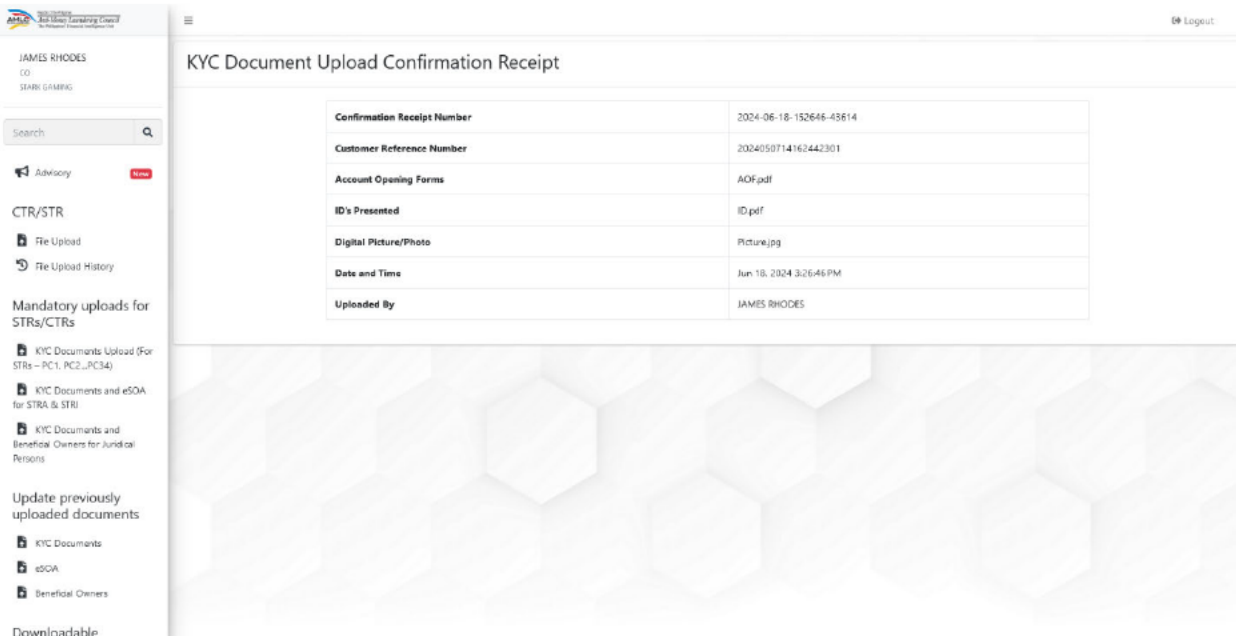 AMLC Anti-Money Laundering Council
Logout
JAMES RHODES
CO
STARK GAMING
Search
Advisory New
CTR/STR
File Upload
File Upload History
Mandatory uploads for
STRs/CTRs
KYC Documents Upload (For
STRs – PC1, PC2...PC34)
KYC Documents and eSOA
for STRA & STRI
KYC Documents and
Beneficial Owners for Juridical
Persons
Update previously
uploaded documents
KYC Documents
eSOA
Beneficial Owners
Downloadable
KYC Document Upload Confirmation Receipt
Confirmation Receipt Number 2024-06-18-152646-43614
Customer Reference Number 2024050714162442301
Account Opening Forms AOF.pdf
ID's Presented ID.pdf
Digital Picture/Photo Picture.jpg
Date and Time Jun 18, 2024 3:26:46 PM
Uploaded By JAMES RHODES